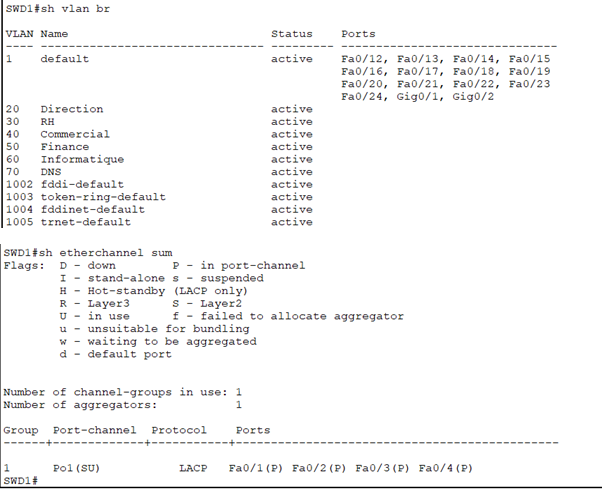 SWD1#sh vlan br
VLAN Name                             Status    Ports
---- -------------------------------- --------- -------------------------------
1    default                          active    Fa0/12, Fa0/13, Fa0/14, Fa0/15
                                                Fa0/16, Fa0/17, Fa0/18, Fa0/19
                                                Fa0/20, Fa0/21, Fa0/22, Fa0/23
                                                Fa0/24, Gig0/1, Gig0/2
20   Direction                        active
30   RH                               active
40   Commercial                       active
50   Finance                          active
60   Informatique                     active
70   DNS                              active
1002 fddi-default                     active
1003 token-ring-default               active
1004 fddinet-default                  active
1005 trnet-default                    active
SWD1#sh etherchannel sum
Flags:  D - down        P - in port-channel
        I - stand-alone s - suspended
        H - Hot-standby (LACP only)
        R - Layer3      S - Layer2
        U - in use      f - failed to allocate aggregator
        u - unsuitable for bundling
        w - waiting to be aggregated
        d - default port
Number of channel-groups in use: 1
Number of aggregators:           1
Group  Port-channel  Protocol    Ports
------+-------------+-----------+----------------------------------------------
1      Po1(SU)           LACP   Fa0/1(P) Fa0/2(P) Fa0/3(P) Fa0/4(P)
SWD1#